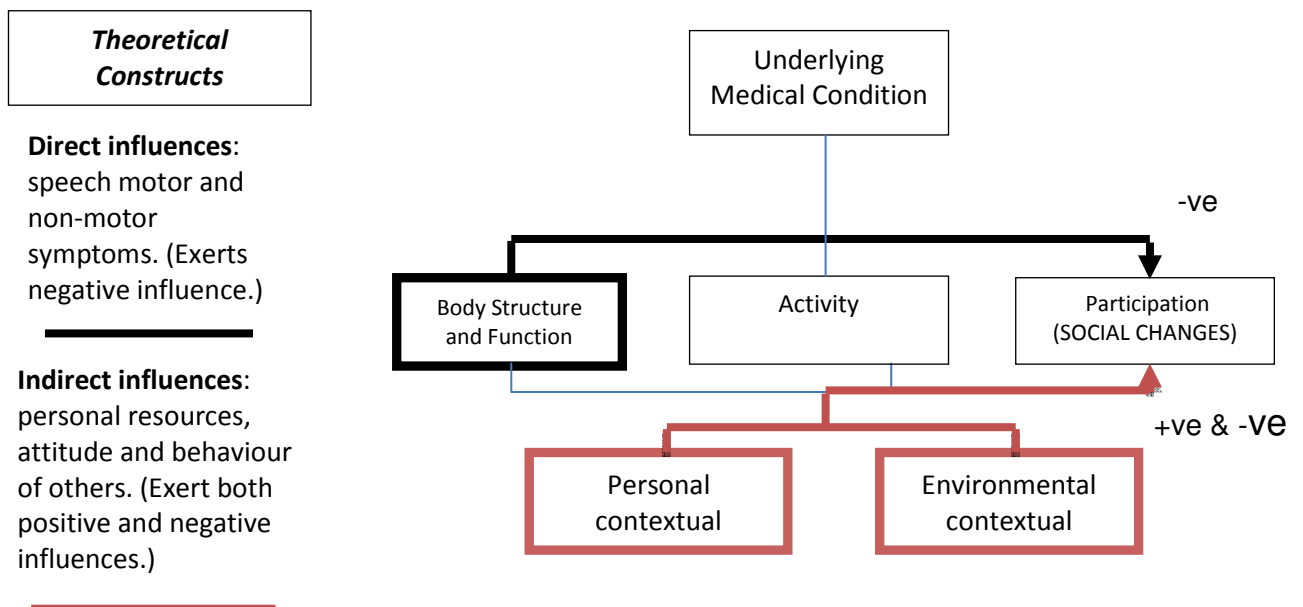 Theoretical
Constructs
Direct influences:
speech motor and
non-motor
symptoms. (Exerts
negative influence.)
Indirect influences:
personal resources,
attitude and behaviour
of others. (Exert both
positive and negative
influences.)
Underlying
Medical Condition
-ve
Body Structure
and Function
Activity
Participation
(SOCIAL CHANGES)
+ve & -ve
Personal
contextual
Environmental
contextual